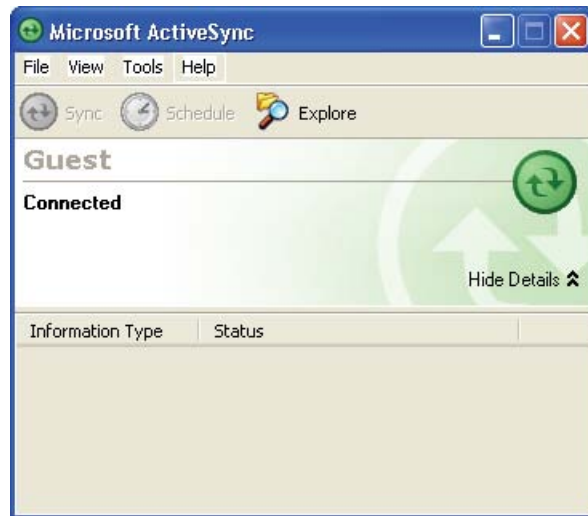 Microsoft ActiveSync
File View Tools Help
Sync Schedule Explore
Guest
Connected
Hide Details
Information Type Status